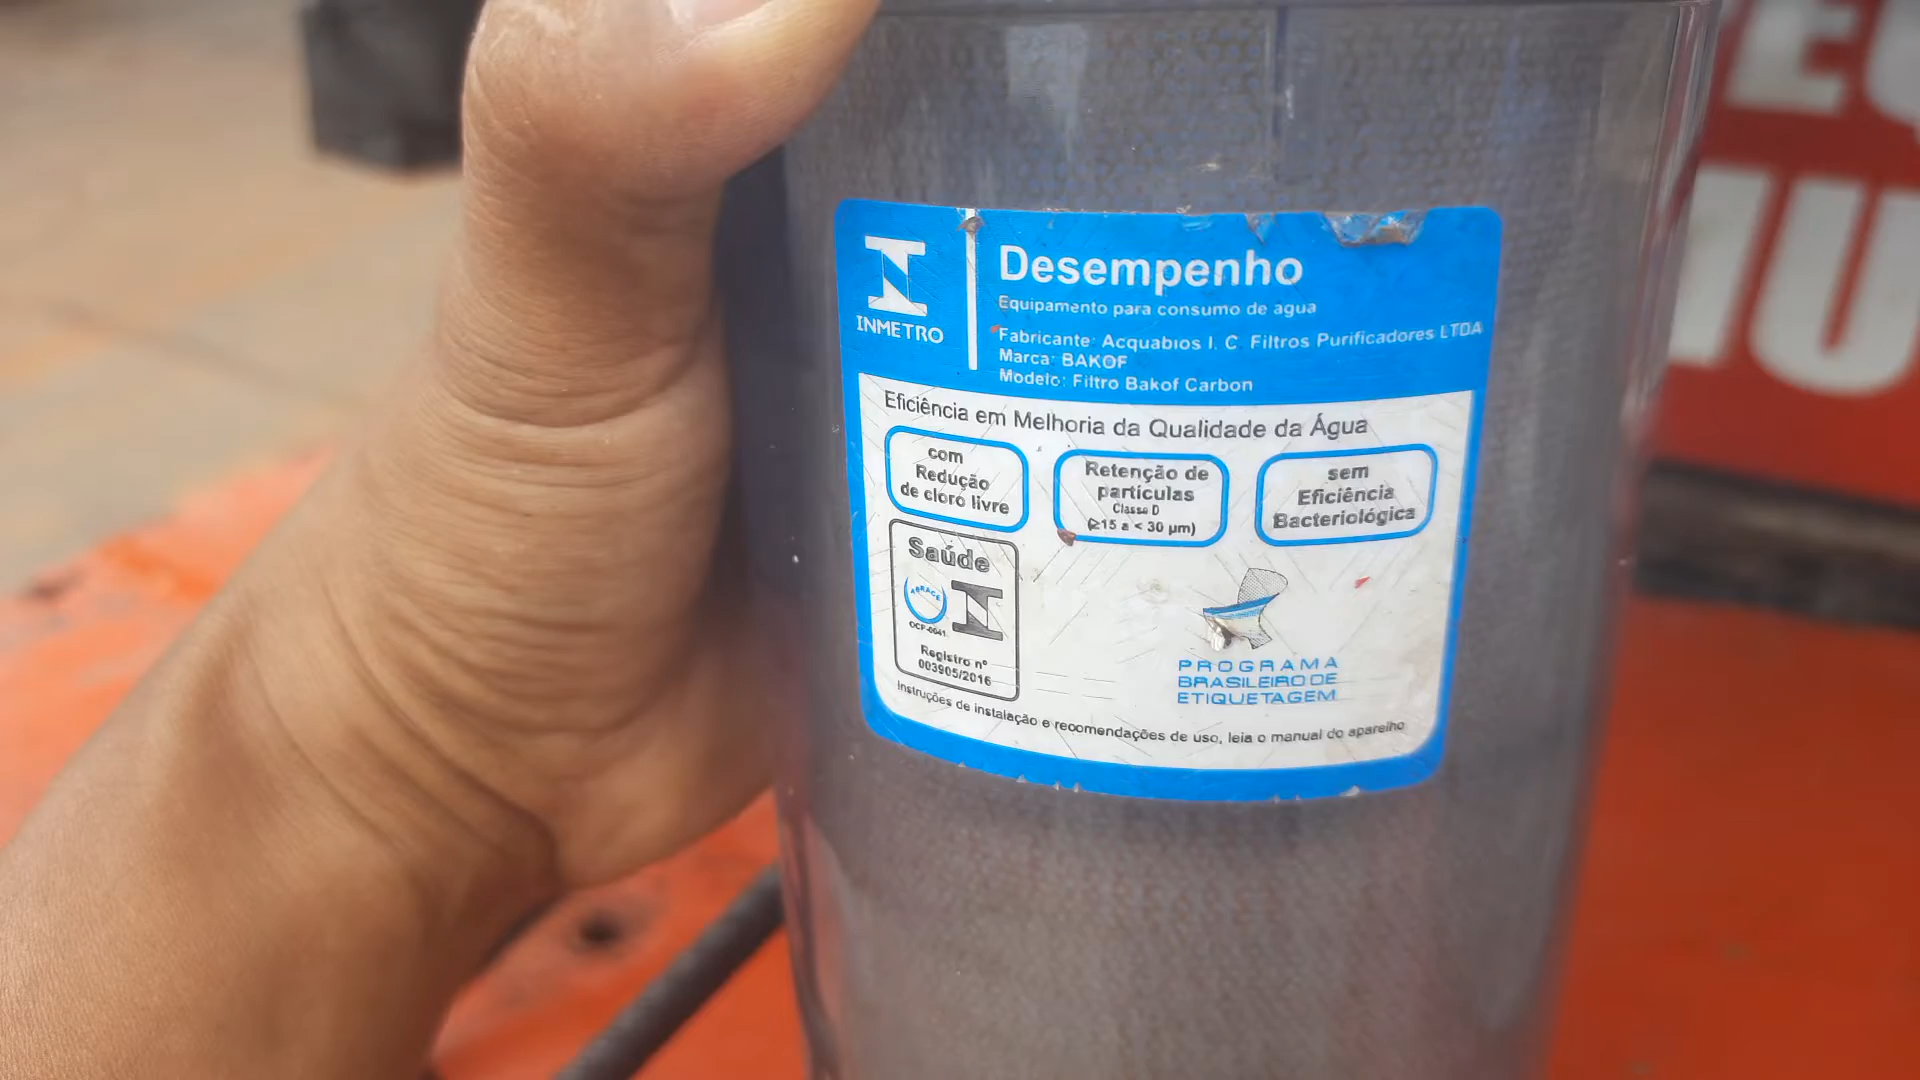 INMETRO
Desempenho
Equipamento para consumo de agua
Fabricante: Acquabios I. C. Filtros Purificadores LTDA
Marca: BAKOF
Modelo: Filtro Bakof Carbon
Eficiência em Melhoria da Qualidade da Água
com
Redução
de cloro livre
Retenção de
partículas
Classe D
(≥15 a < 30 µm)
sem
Eficiência
Bacteriológica
Saúde
ABRACE
OCP-0041
Registro nº
003905/2016
PROGRAMA
BRASILEIRO DE
ETIQUETAGEM
Instruções de instalação e recomendações de uso, leia o manual do aparelho